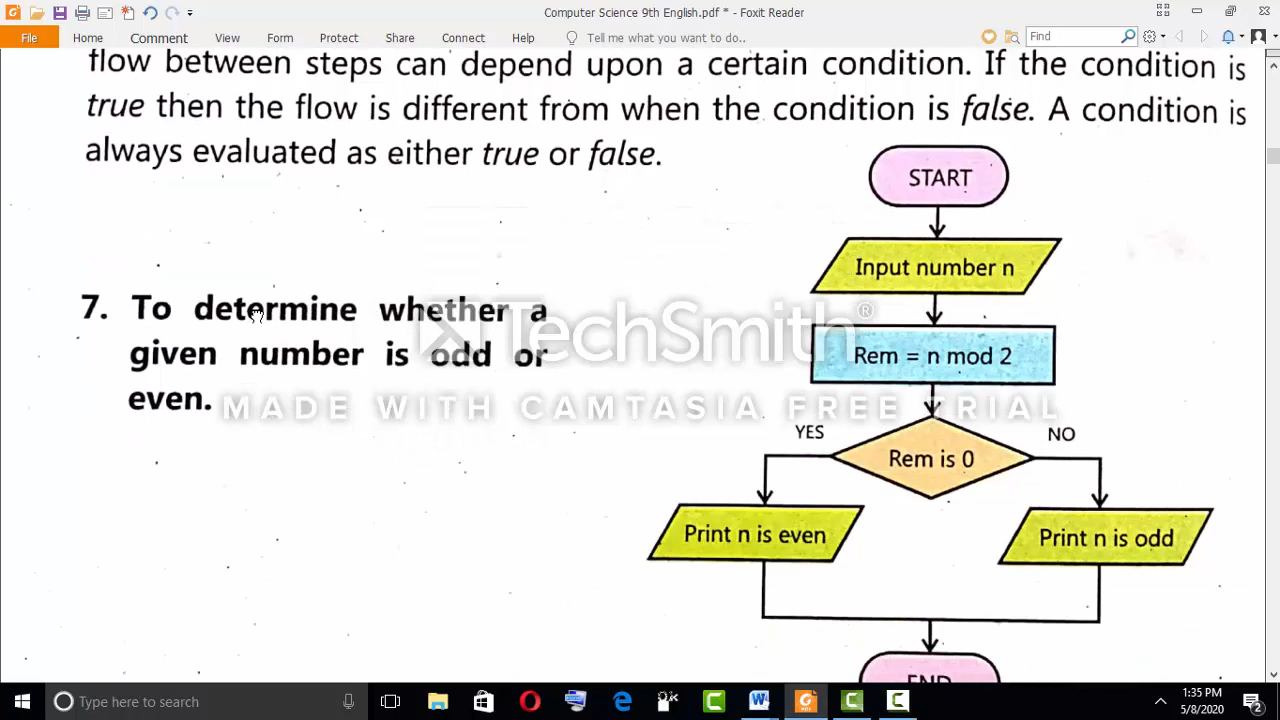 Computer Science 9th English.pdf * - Foxit Reader
File Home Comment View Form Protect Share Connect Help Tell me what you want to do.. Find
flow between steps can depend upon a certain condition. If the condition is
true then the flow is different from when the condition is false. A condition is
always evaluated as either true or false.
START
Input number n
7. To determine whether a
given number is odd or
even.
TechSmith®
MADE WITH CAMTASIA FREE TRIAL
Rem = n mod 2
YES
NO
Rem is 0
Print n is even
Print n is odd
END
Type here to search
1:35 PM
5/8/2020
2